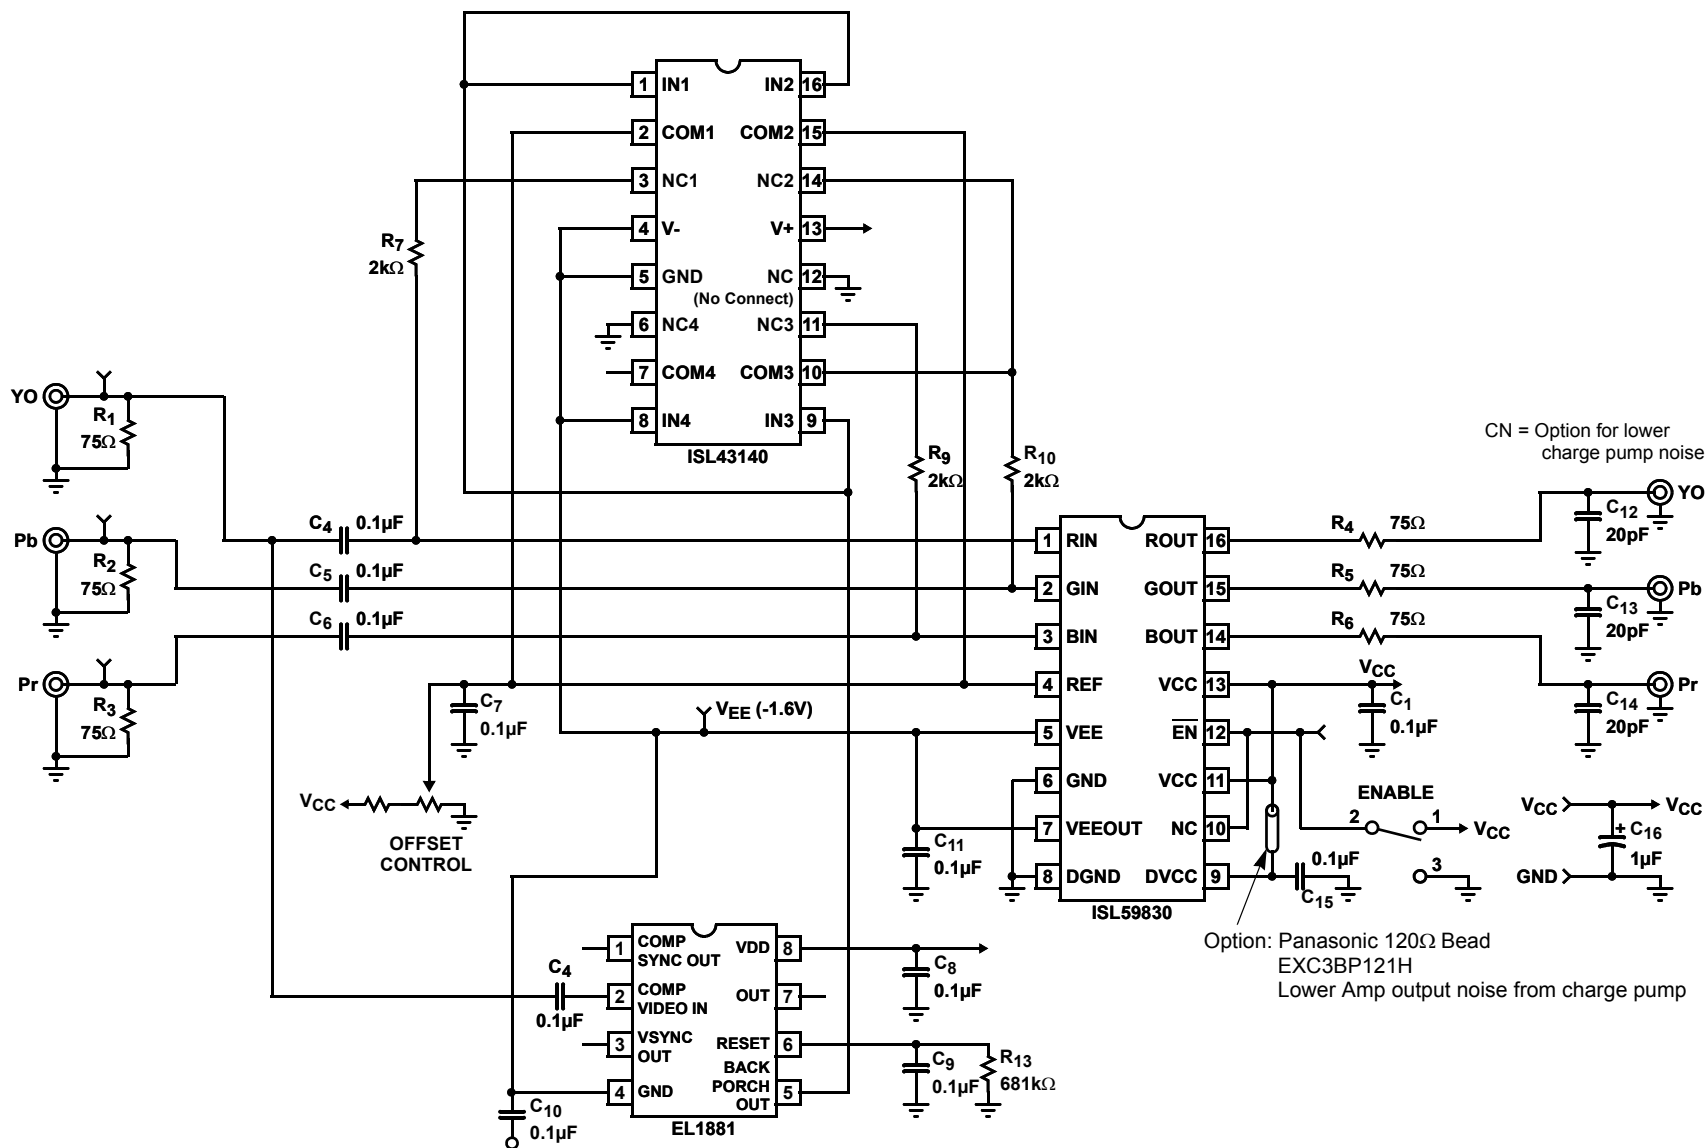 1 IN1 IN2 16
2 COM1 COM2 15
3 NC1 NC2 14
4 V- V+ 13
5 GND NC 12
(No Connect)
6 NC4 NC3 11
7 COM4 COM3 10
8 IN4 IN3 9
ISL43140
R7
2kΩ
R9
2kΩ
R10
2kΩ
YO
R1
75Ω
Pb
R2
75Ω
Pr
R3
75Ω
C4 0.1µF
C5 0.1µF
C6 0.1µF
C7
0.1µF
VEE (-1.6V)
VCC
OFFSET
CONTROL
C11
0.1µF
1 RIN ROUT 16
2 GIN GOUT 15
3 BIN BOUT 14
4 REF VCC 13
5 VEE EN 12
6 GND VCC 11
7 VEEOUT NC 10
8 DGND DVCC 9
ISL59830
CN = Option for lower
charge pump noise
R4 75Ω
R5 75Ω
R6 75Ω
C12
20pF
YO
C13
20pF
Pb
C14
20pF
Pr
VCC
C1
0.1µF
ENABLE
2 1
VCC
3
0.1µF
C15
VCC VCC
+ C16
1µF
GND
Option: Panasonic 120Ω Bead
EXC3BP121H
Lower Amp output noise from charge pump
1 COMP SYNC OUT VDD 8
2 COMP VIDEO IN OUT 7
3 VSYNC OUT RESET 6
4 GND BACK PORCH OUT 5
EL1881
C4
0.1µF
C8
0.1µF
C9
0.1µF
R13
681kΩ
C10
0.1µF